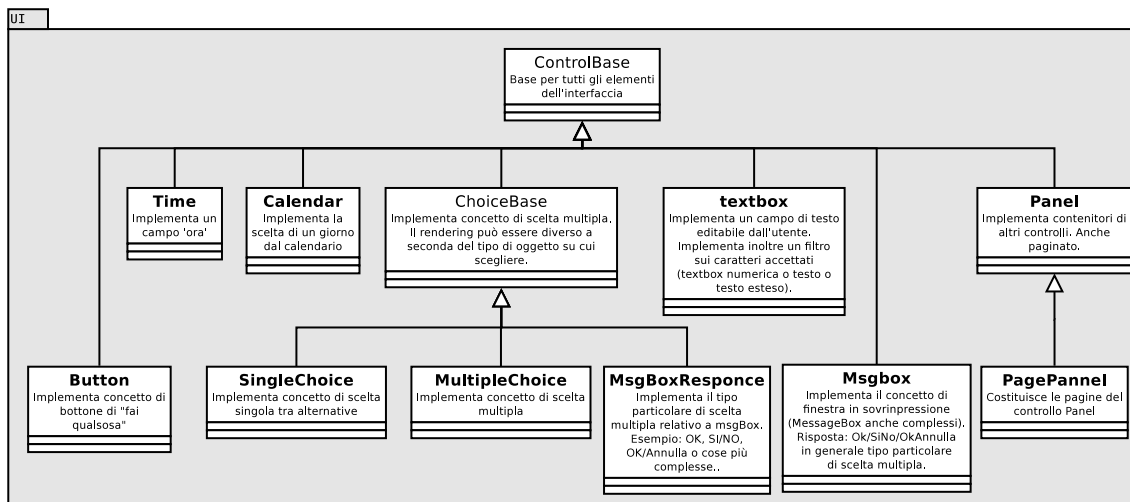 UI
ControlBase
Base per tutti gli elementi
dell'interfaccia
Time
Implementa un
campo 'ora'
Calendar
Implementa la
scelta di un giorno
dal calendario
ChoiceBase
Implementa concetto di scelta multipla.
Il rendering può essere diverso a
seconda del tipo di oggetto su cui
scegliere.
textbox
Implementa un campo di testo
editabile dall'utente.
Implementa inoltre un filtro
sui caratteri accettati
(textbox numerica o testo o
testo esteso).
Panel
Implementa contenitori di
altri controlli. Anche
paginato.
Button
Implementa concetto di
bottone di "fai
qualsosa"
SingleChoice
Implementa concetto di scelta
singola tra alternative
MultipleChoice
Implementa concetto di scelta
multipla
MsgBoxResponce
Implementa il tipo
particolare di scelta
multipla relativo a msgBox.
Esempio: OK, SI/NO,
OK/Annulla o cose più
complesse..
Msgbox
Implementa il concetto di
finestra in sovrinpressione
(MessageBox anche complessi).
Risposta: Ok/SiNo/OkAnnulla
in generale tipo particolare
di scelta multipla.
PagePannel
Costituisce le pagine del
controllo Panel